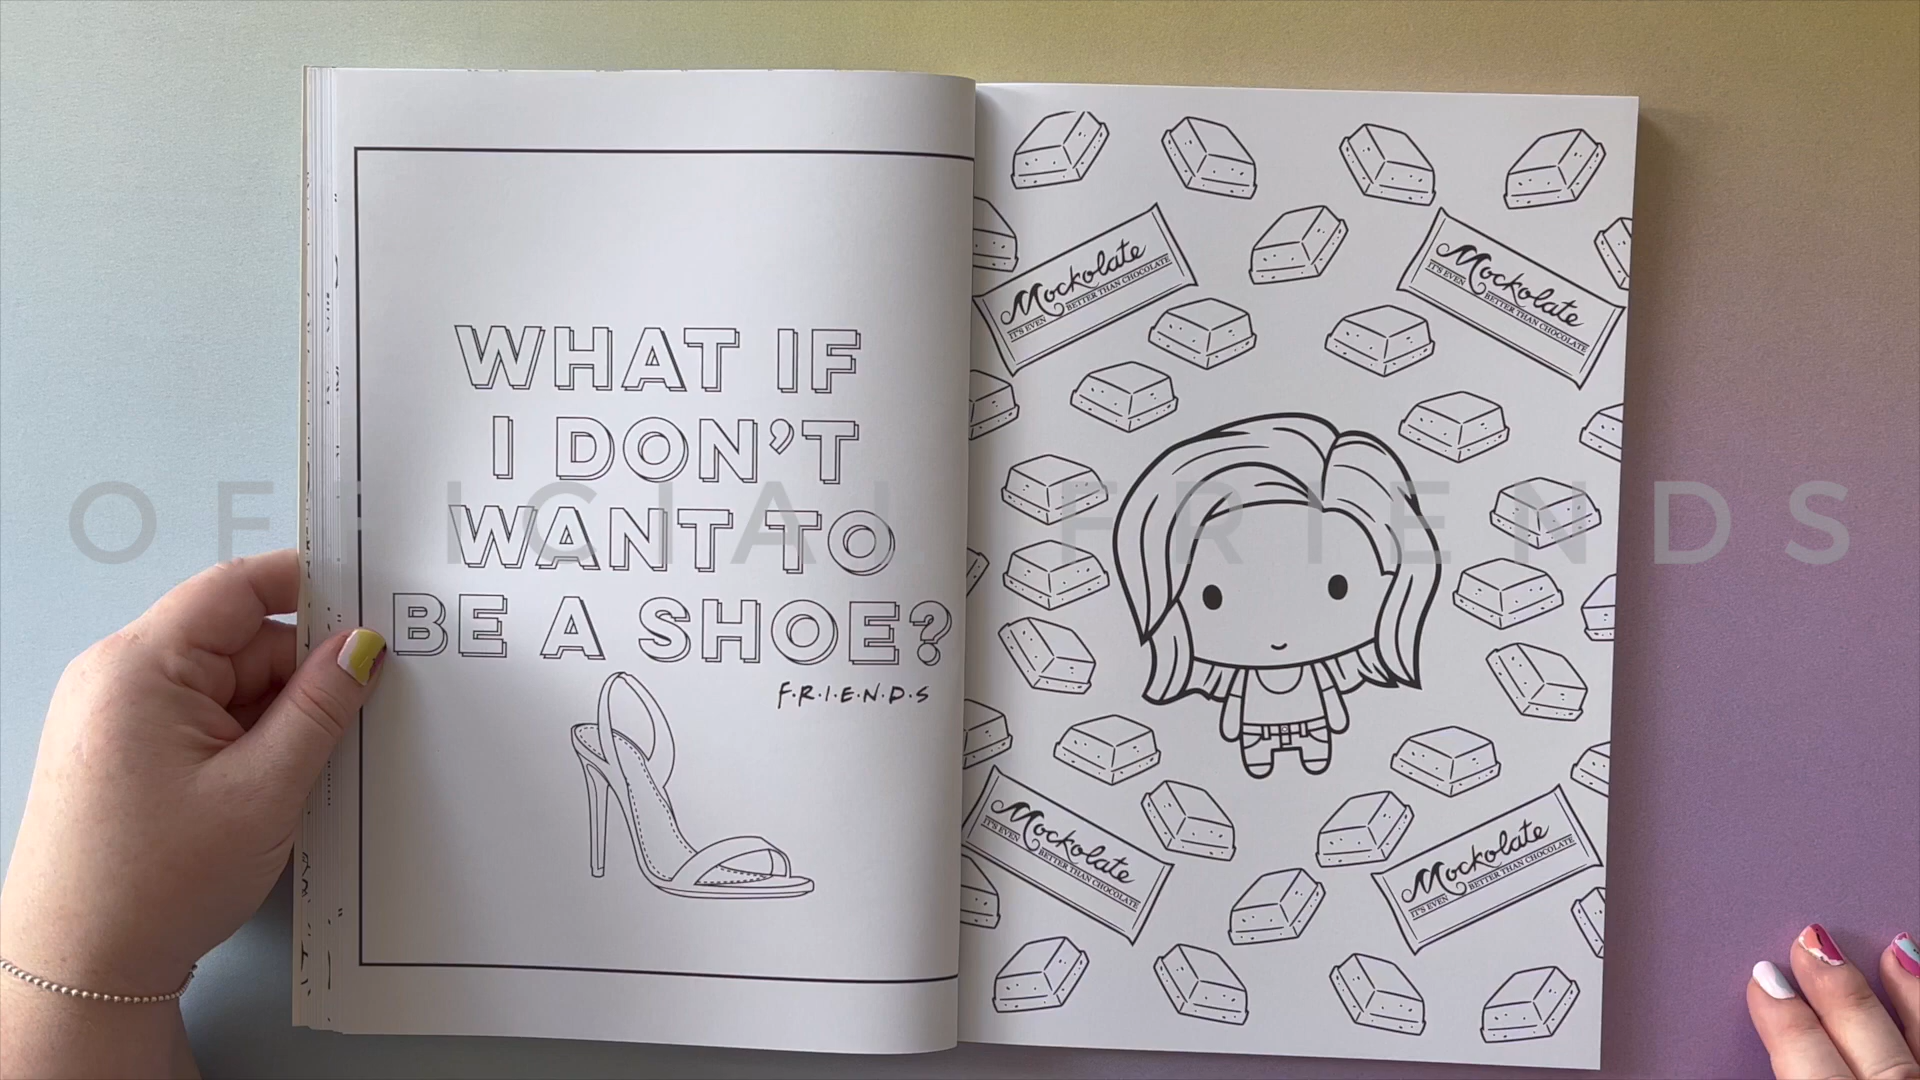 WHAT IF
I DON'T
WANT TO
BE A SHOE?
F·R·I·E·N·D·S
Mockolate
IT'S EVEN BETTER THAN CHOCOLATE
Mockolate
IT'S EVEN BETTER THAN CHOCOLATE
OFFICIAL FRIENDS
Mockolate
IT'S EVEN BETTER THAN CHOCOLATE
Mockolate
IT'S EVEN BETTER THAN CHOCOLATE